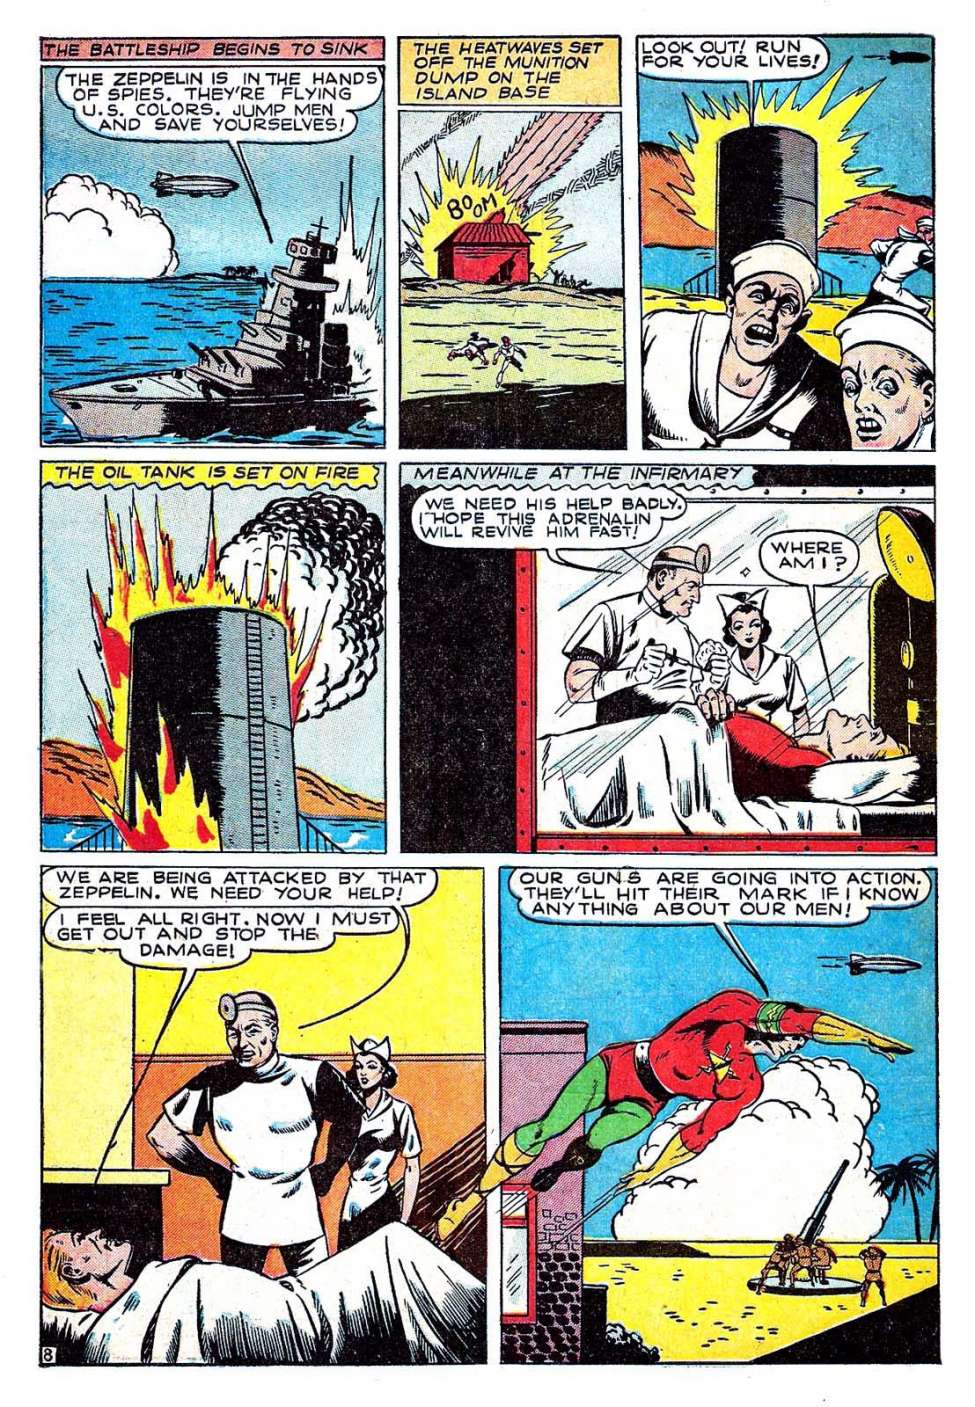 THE BATTLESHIP BEGINS TO SINK
THE ZEPPELIN IS IN THE HANDS
OF SPIES. THEY'RE FLYING
U.S. COLORS. JUMP MEN
AND SAVE YOURSELVES!
THE HEATWAVES SET
OFF THE MUNITION
DUMP ON THE
ISLAND BASE
BOOM
LOOK OUT! RUN
FOR YOUR LIVES!
THE OIL TANK IS SET ON FIRE
MEANWHILE AT THE INFIRMARY
WE NEED HIS HELP BADLY.
I HOPE THIS ADRENALIN
WILL REVIVE HIM FAST!
WHERE
AM I?
WE ARE BEING ATTACKED BY THAT
ZEPPELIN. WE NEED YOUR HELP!
I FEEL ALL RIGHT. NOW I MUST
GET OUT AND STOP THE
DAMAGE!
OUR GUNS ARE GOING INTO ACTION.
THEY'LL HIT THEIR MARK IF I KNOW
ANYTHING ABOUT OUR MEN!
8